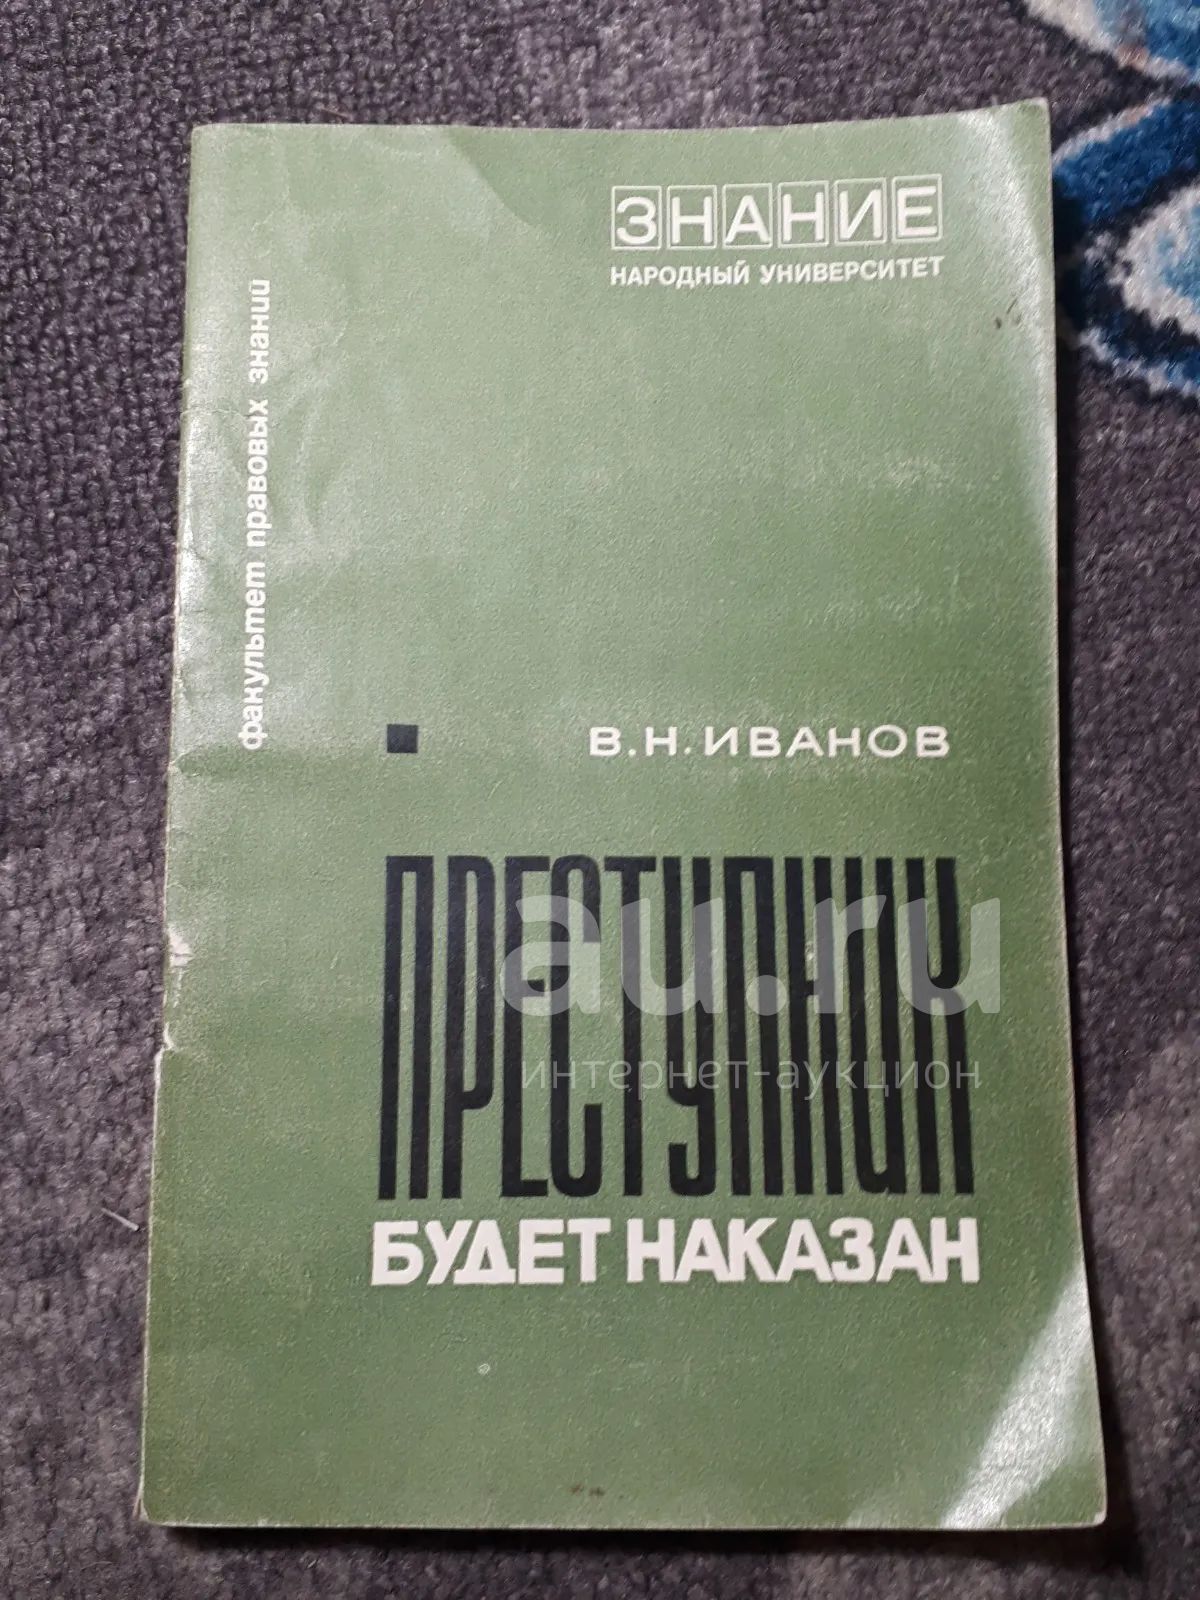 ЗНАНИЕ
НАРОДНЫЙ УНИВЕРСИТЕТ
факультет правовых знаний
В.Н.ИВАНОВ
ПРЕСТУПНИК
БУДЕТ НАКАЗАН
au.ru
интернет-аукцион